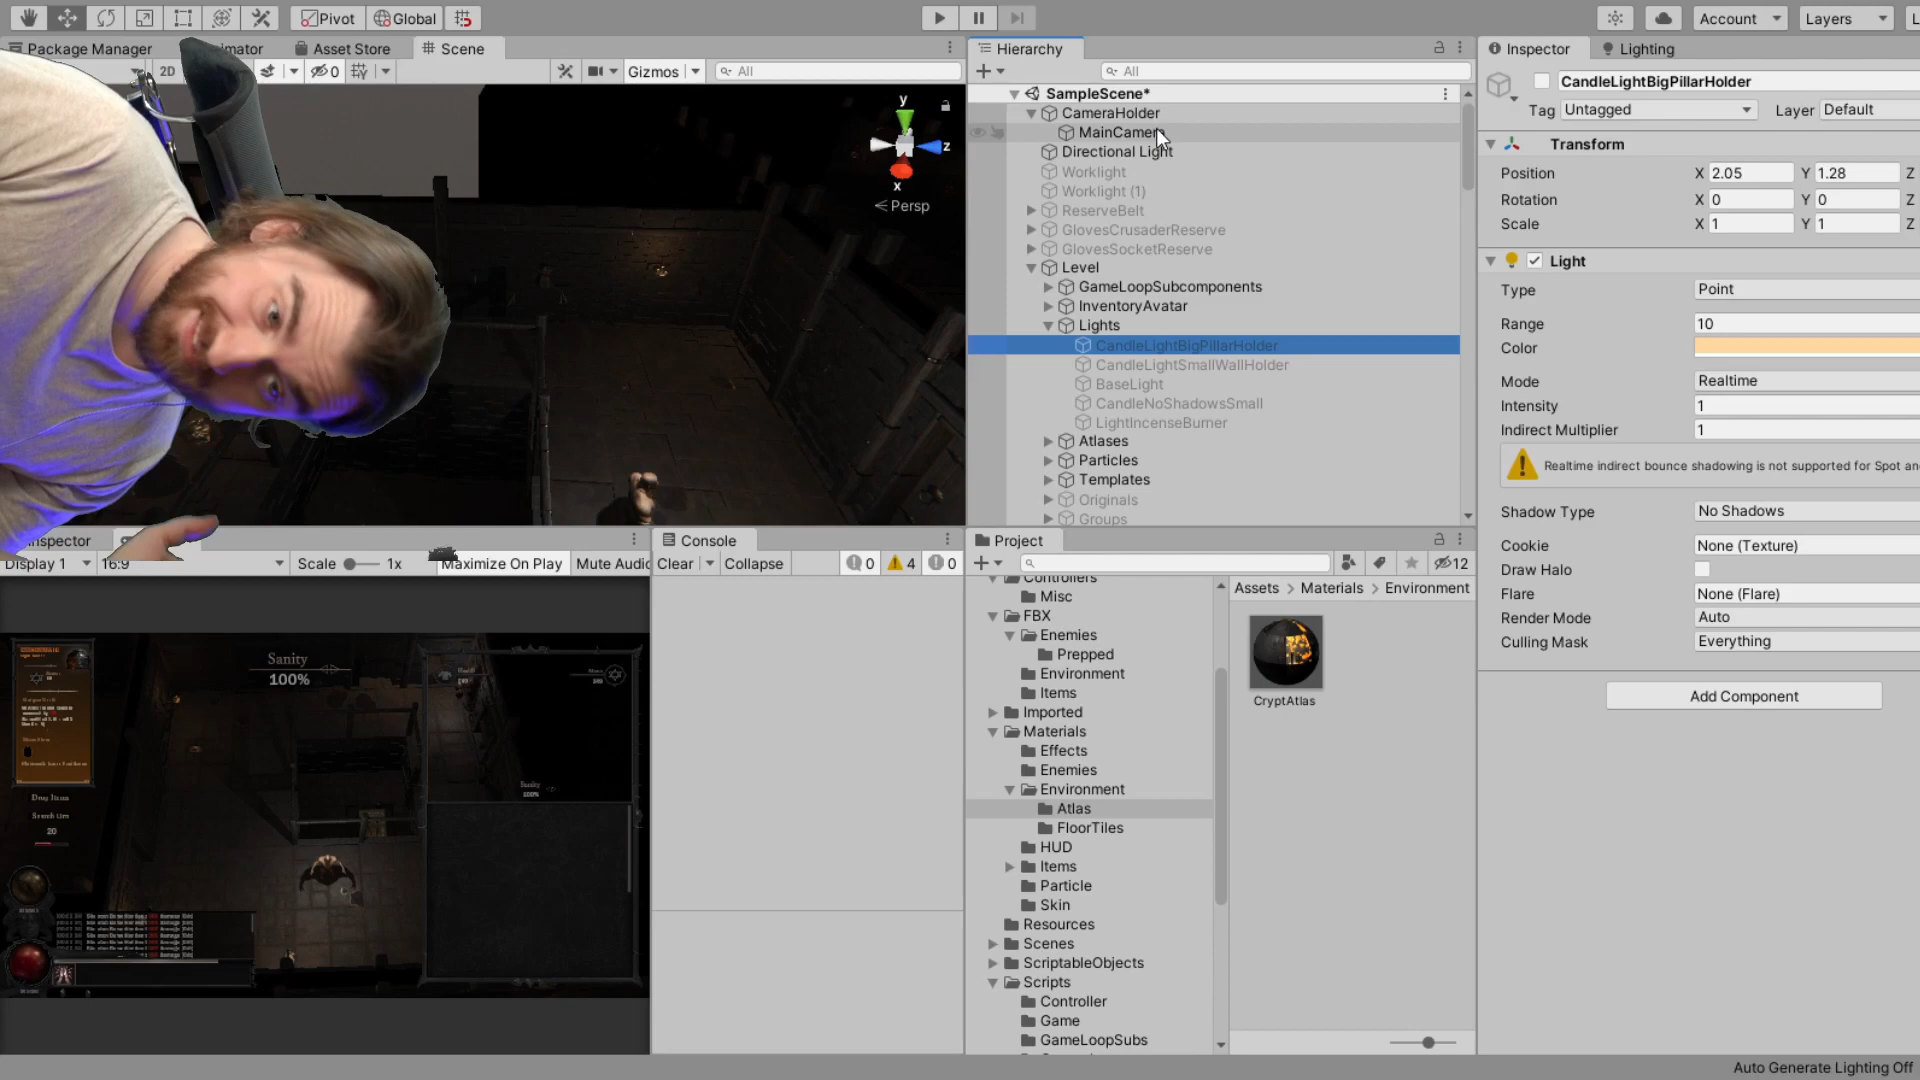 Pivot Global Account Layers
Package Manager Asset Store Scene
2D 0 Gizmos All
y
z
x
Persp
Hierarchy
All
SampleScene*
CameraHolder
MainCamera
Directional Light
Worklight
Worklight (1)
ReserveBelt
GlovesCrusaderReserve
GlovesSocketReserve
Level
GameLoopSubcomponents
InventoryAvatar
Lights
CandleLightBigPillarHolder
CandleLightSmallWallHolder
BaseLight
CandleNoShadowsSmall
LightIncenseBurner
Atlases
Particles
Templates
Originals
Groups
Inspector Lighting
CandleLightBigPillarHolder
Tag Untagged Layer Default
Transform
Position X 2.05 Y 1.28 Z
Rotation X 0 Y 0 Z
Scale X 1 Y 1 Z
Light
Type Point
Range 10
Color
Mode Realtime
Intensity 1
Indirect Multiplier 1
Realtime indirect bounce shadowing is not supported for Spot an
Shadow Type No Shadows
Cookie None (Texture)
Draw Halo
Flare None (Flare)
Render Mode Auto
Culling Mask Everything
Add Component
Display 1 16:9 Scale 1x Maximize On Play Mute Audio
Sanity
100%
Sanity
100%
20
Console
Clear Collapse 0 4 0
Project
12
Controllers
Misc
FBX
Enemies
Prepped
Environment
Items
Imported
Materials
Effects
Enemies
Environment
Atlas
FloorTiles
HUD
Items
Particle
Skin
Resources
Scenes
ScriptableObjects
Scripts
Controller
Game
GameLoopSubs
Assets > Materials > Environment
CryptAtlas
Auto Generate Lighting Off